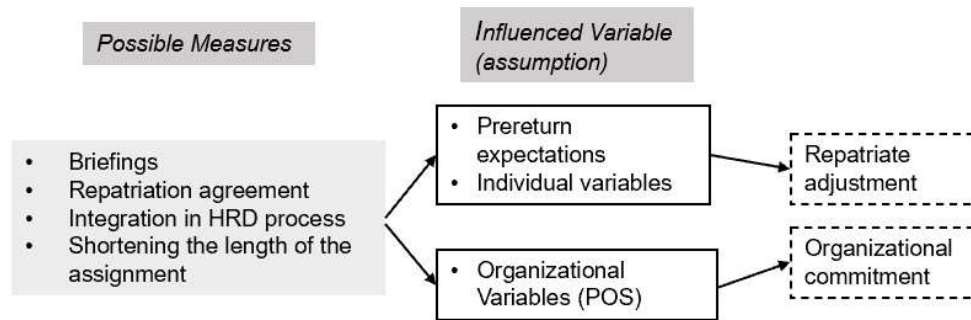 Possible Measures
Influenced Variable
(assumption)
• Briefings
• Repatriation agreement
• Integration in HRD process
• Shortening the length of the
assignment
• Prereturn
expectations
• Individual variables
• Organizational
Variables (POS)
Repatriate
adjustment
Organizational
commitment